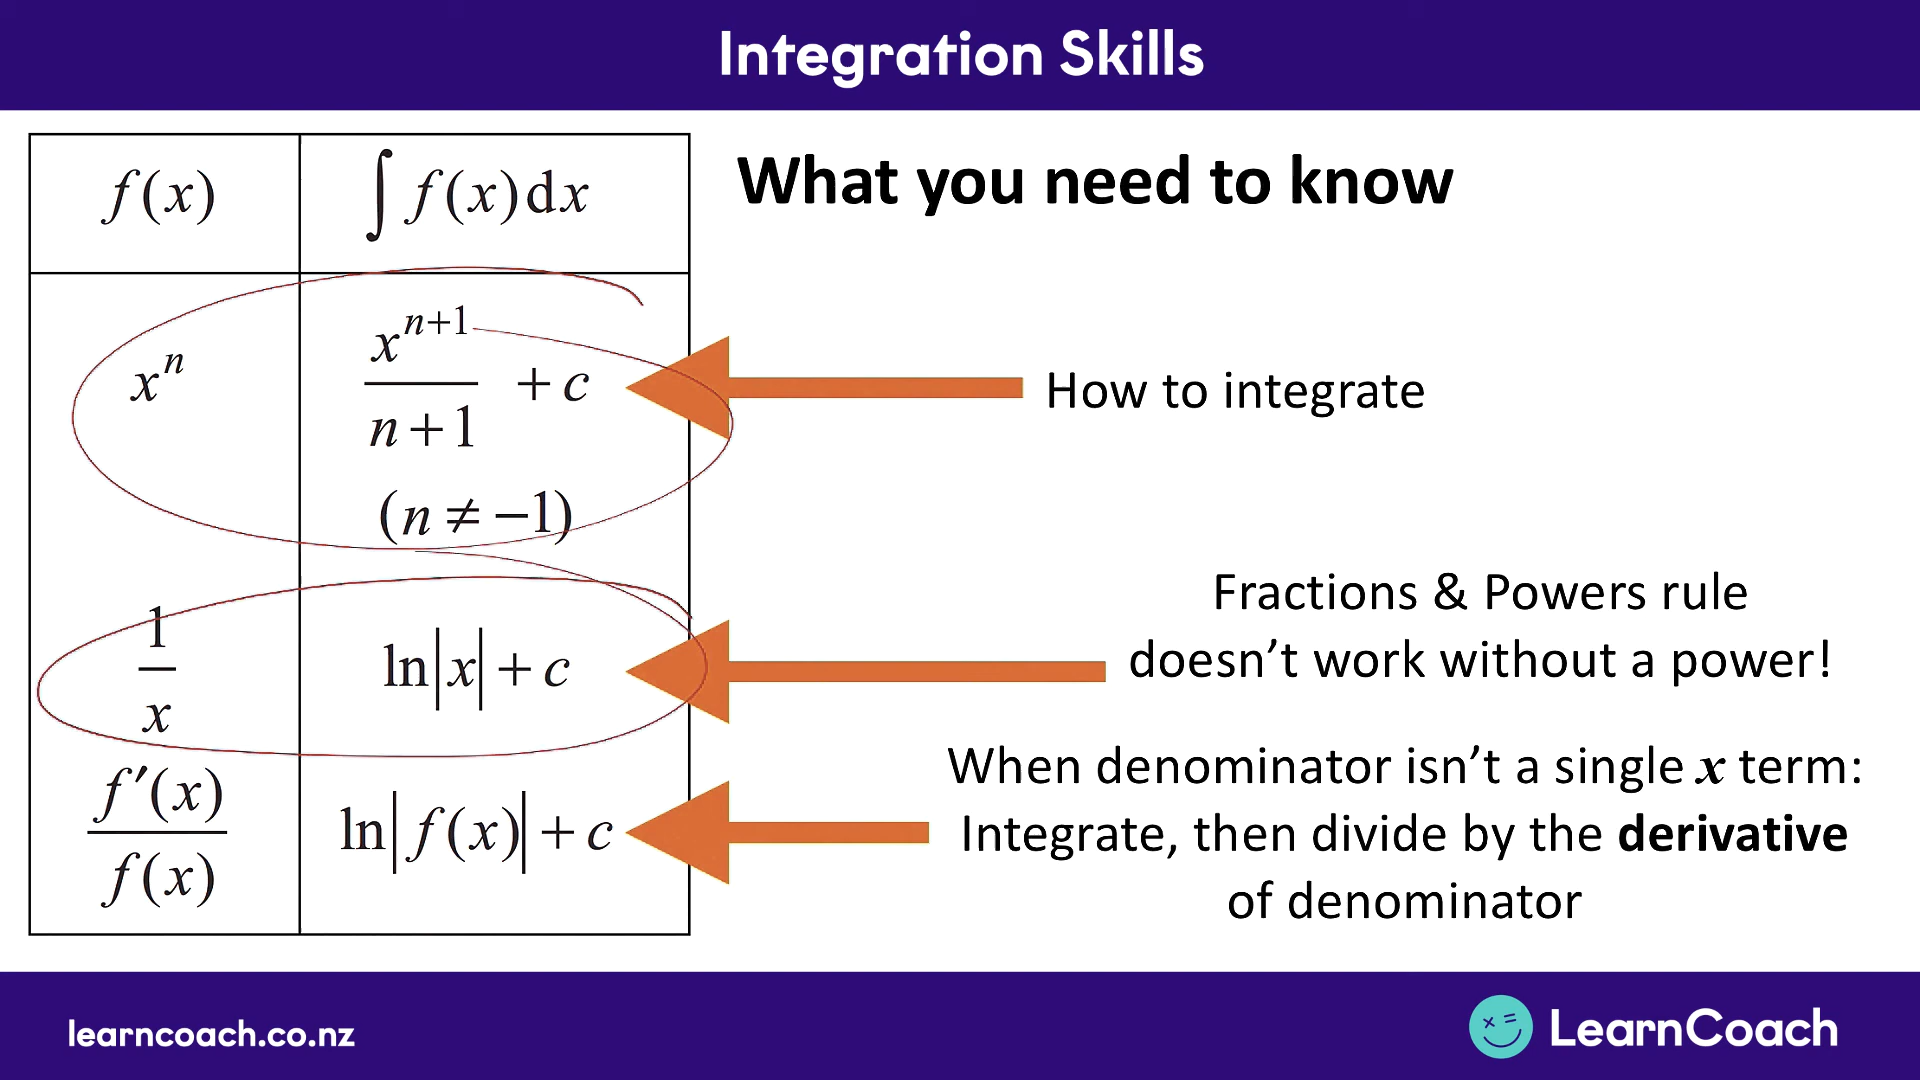 Integration Skills
f(x)
∫ f(x)dx
What you need to know
xⁿ
xⁿ⁺¹/(n+1) + c
(n ≠ −1)
How to integrate
1/x
ln|x| + c
Fractions & Powers rule
doesn’t work without a power!
f′(x)/f(x)
ln|f(x)| + c
When denominator isn’t a single x term:
Integrate, then divide by the derivative
of denominator
learncoach.co.nz
LearnCoach